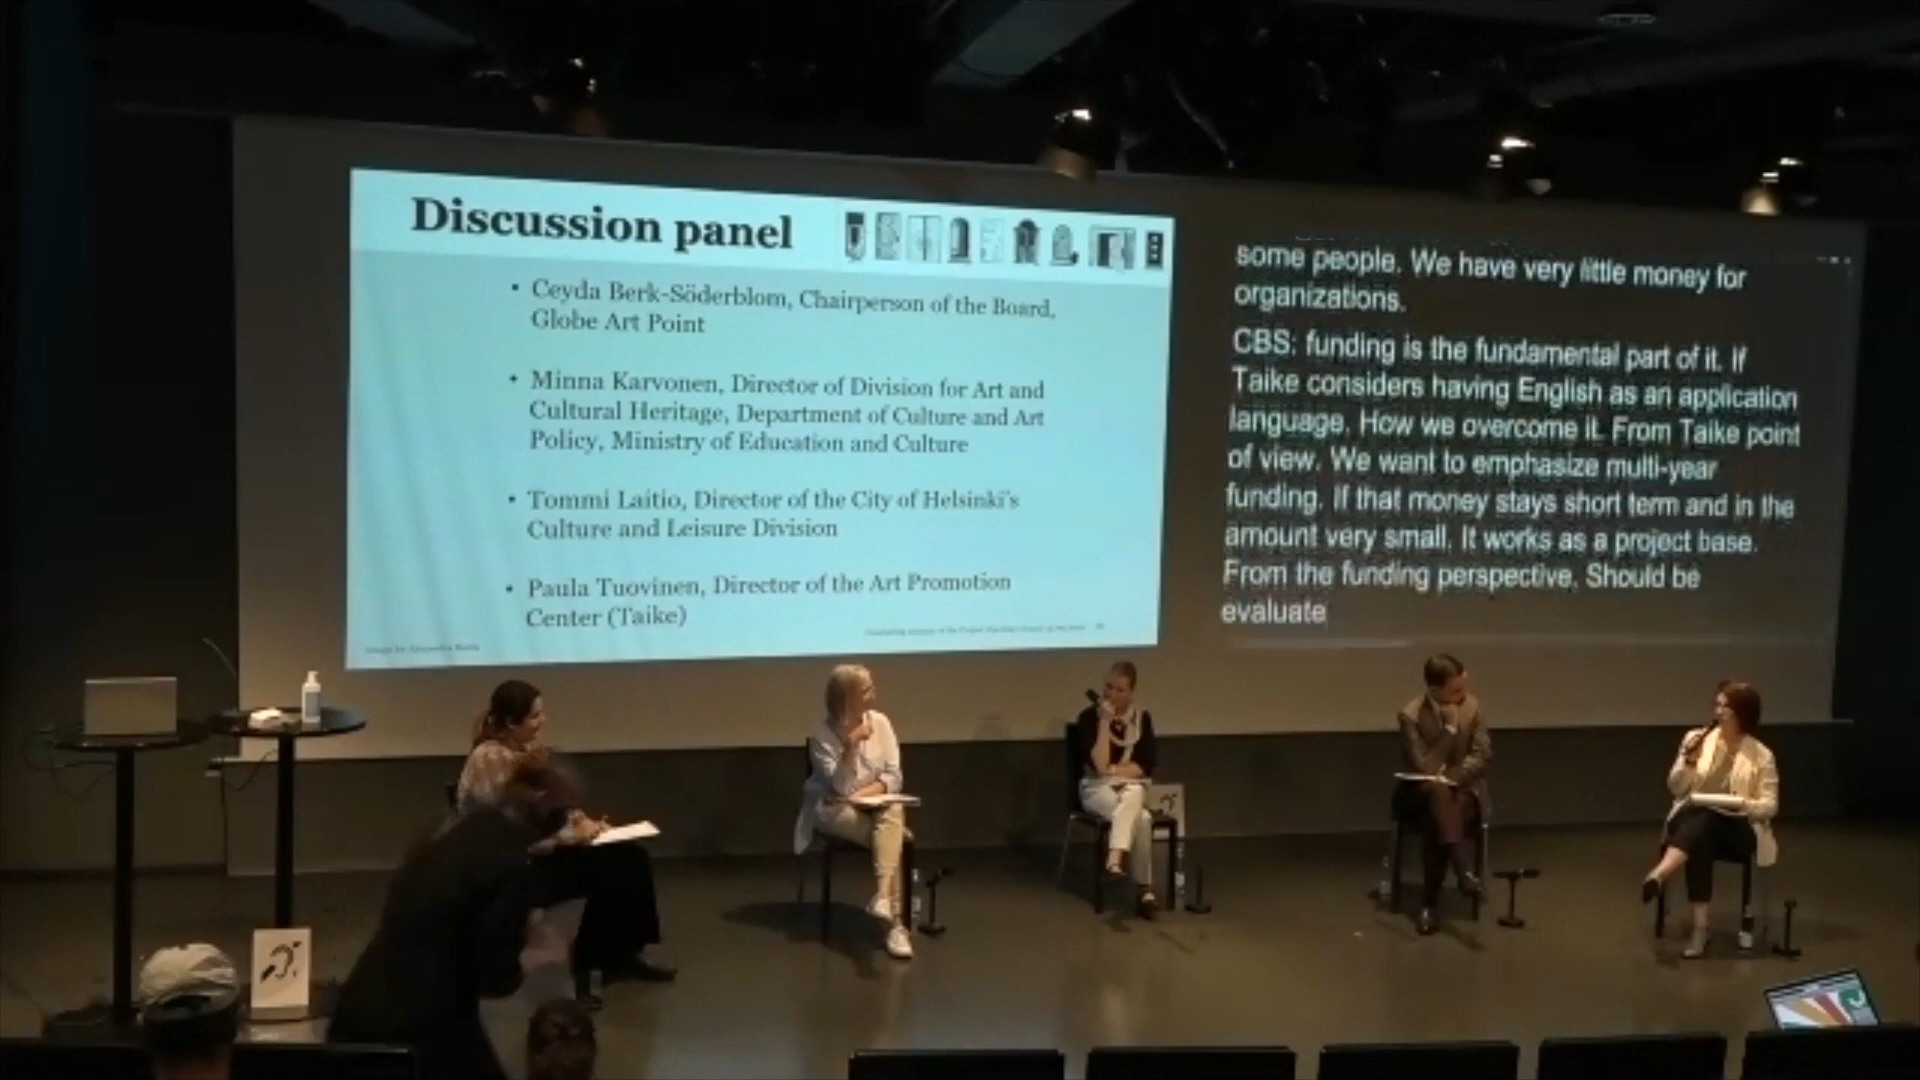 Discussion panel
• Ceyda Berk-Söderblom, Chairperson of the Board,
Globe Art Point
• Minna Karvonen, Director of Division for Art and
Cultural Heritage, Department of Culture and Art
Policy, Ministry of Education and Culture
• Tommi Laitio, Director of the City of Helsinki's
Culture and Leisure Division
• Paula Tuovinen, Director of the Art Promotion
Center (Taike)
some people. We have very little money for
organizations.
CBS: funding is the fundamental part of it. If
Taike considers having English as an application
language. How we overcome it. From Taike point
of view. We want to emphasize multi-year
funding. If that money stays short term and in the
amount very small. It works as a project base.
From the funding perspective. Should be
evaluate